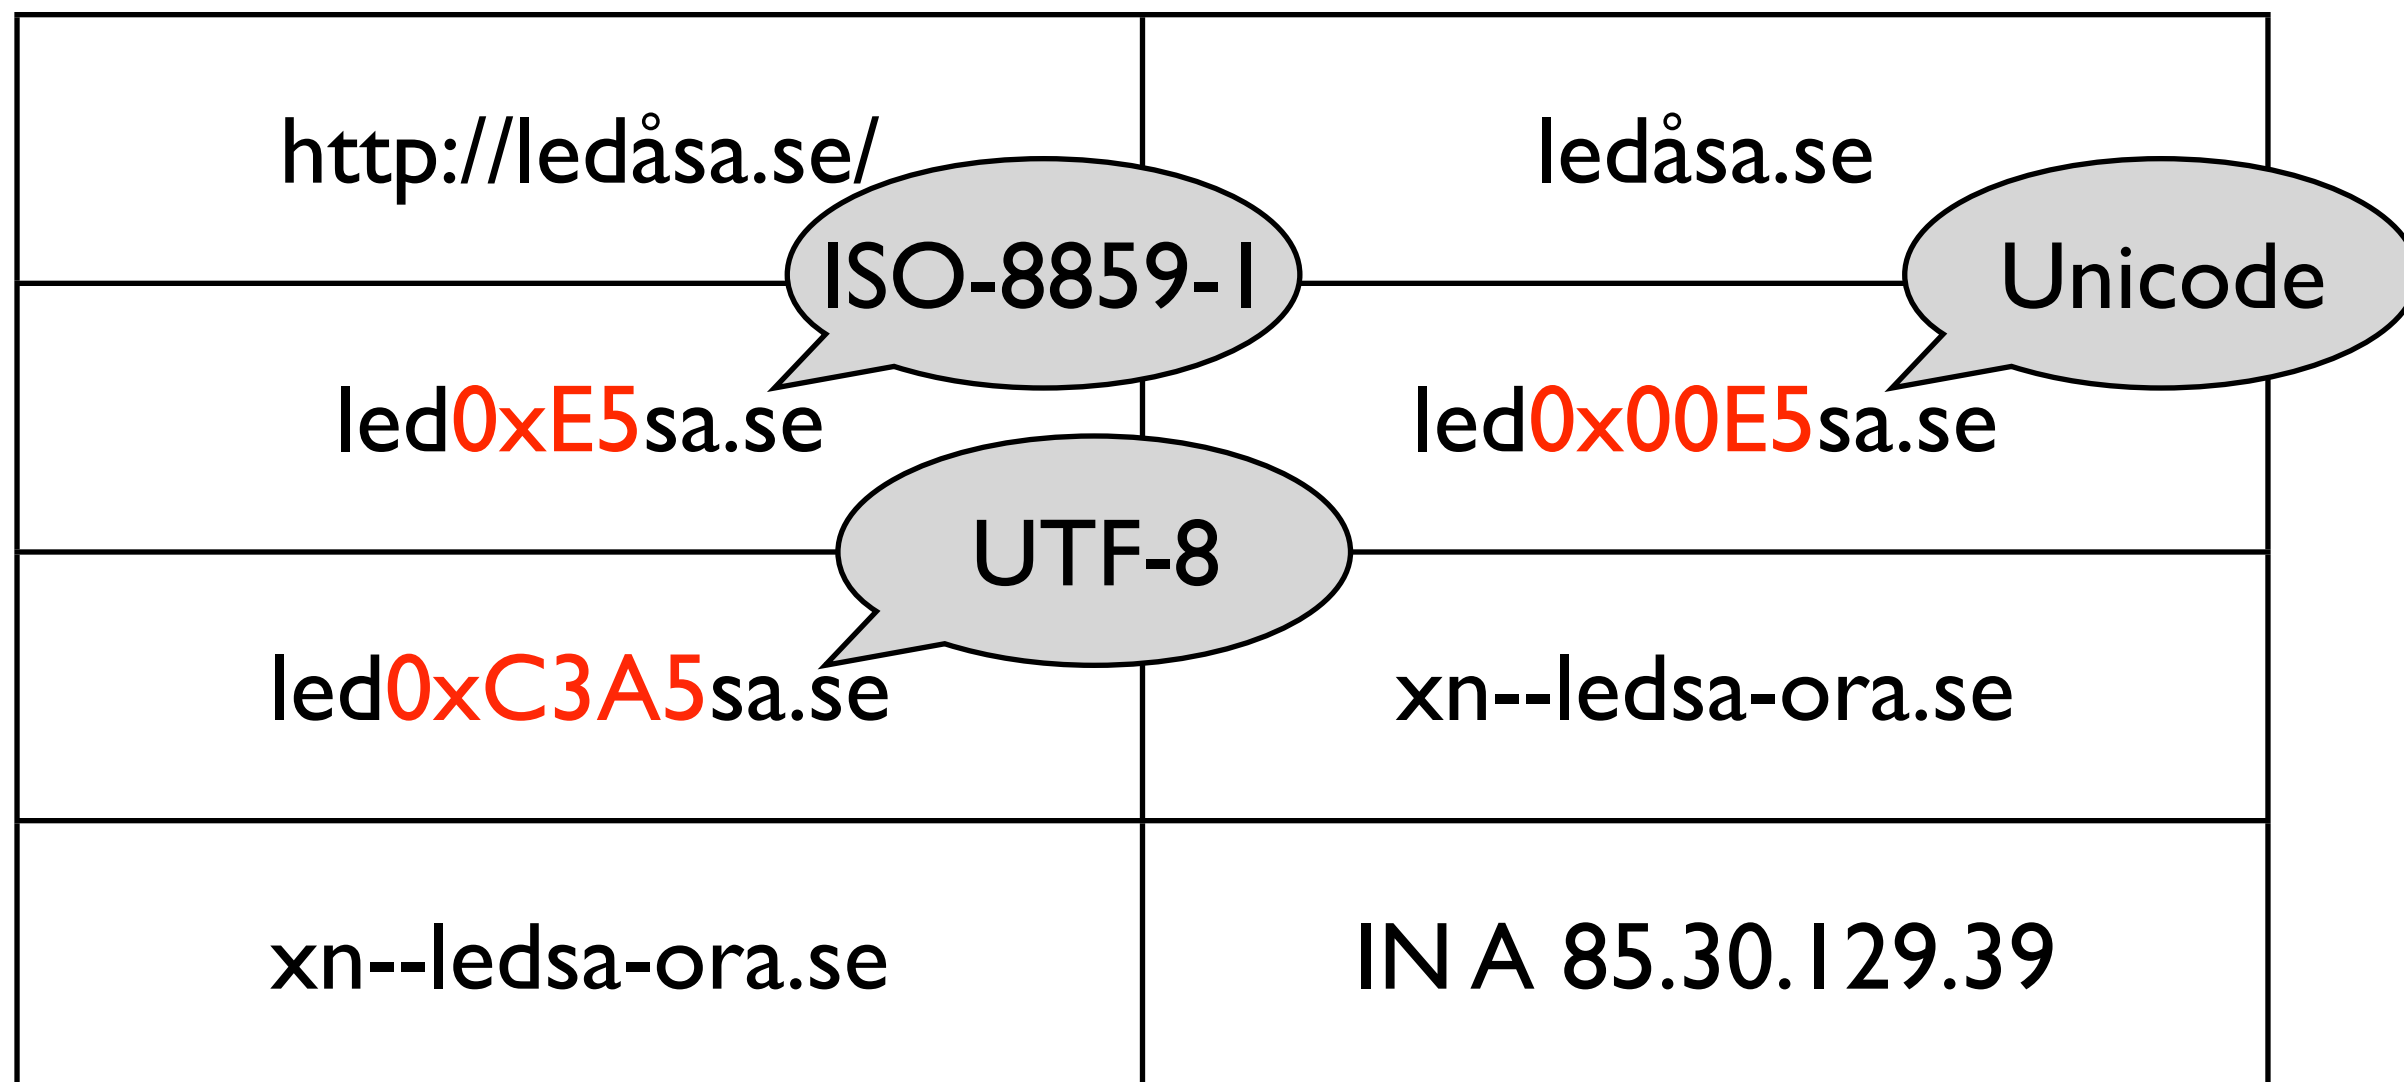 http://ledåsa.se/
ledåsa.se
ISO-8859-1
Unicode
led0xE5sa.se
led0x00E5sa.se
UTF-8
led0xC3A5sa.se
xn--ledsa-ora.se
xn--ledsa-ora.se
IN A 85.30.129.39